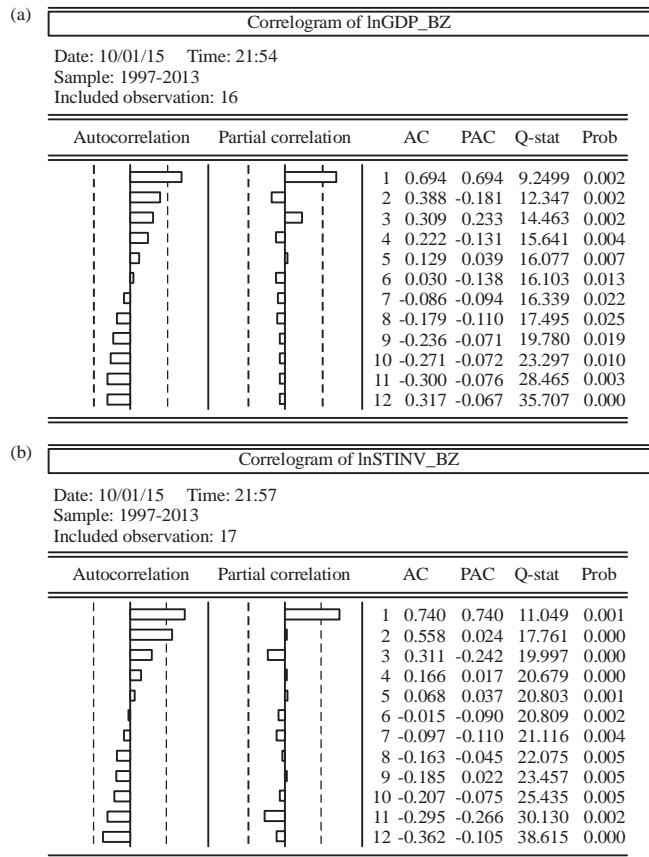 (a)
Correlogram of lnGDP_BZ
Date: 10/01/15 Time: 21:54
Sample: 1997-2013
Included observation: 16
Autocorrelation Partial correlation AC PAC Q-stat Prob
1 0.694 0.694 9.2499 0.002
2 0.388 -0.181 12.347 0.002
3 0.309 0.233 14.463 0.002
4 0.222 -0.131 15.641 0.004
5 0.129 0.039 16.077 0.007
6 0.030 -0.138 16.103 0.013
7 -0.086 -0.094 16.339 0.022
8 -0.179 -0.110 17.495 0.025
9 -0.236 -0.071 19.780 0.019
10 -0.271 -0.072 23.297 0.010
11 -0.300 -0.076 28.465 0.003
12 0.317 -0.067 35.707 0.000
(b)
Correlogram of lnSTINV_BZ
Date: 10/01/15 Time: 21:57
Sample: 1997-2013
Included observation: 17
Autocorrelation Partial correlation AC PAC Q-stat Prob
1 0.740 0.740 11.049 0.001
2 0.558 0.024 17.761 0.000
3 0.311 -0.242 19.997 0.000
4 0.166 0.017 20.679 0.000
5 0.068 0.037 20.803 0.001
6 -0.015 -0.090 20.809 0.002
7 -0.097 -0.110 21.116 0.004
8 -0.163 -0.045 22.075 0.005
9 -0.185 0.022 23.457 0.005
10 -0.207 -0.075 25.435 0.005
11 -0.295 -0.266 30.130 0.002
12 -0.362 -0.105 38.615 0.000